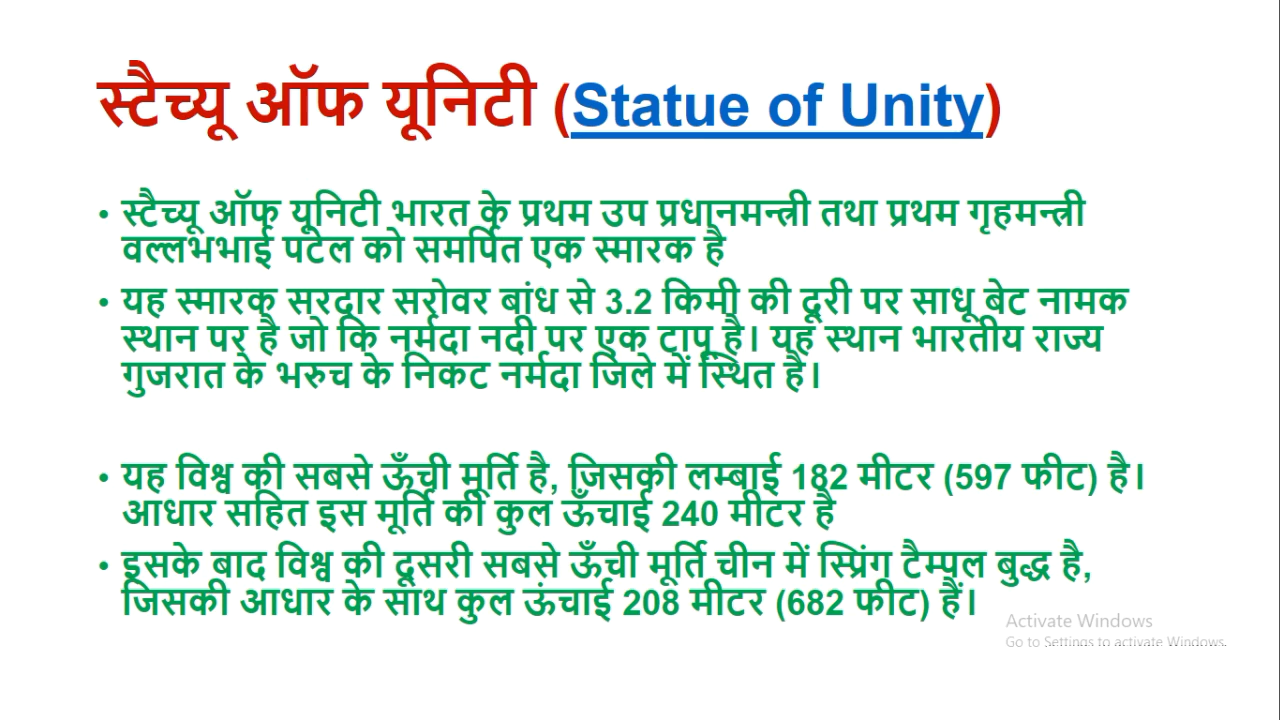 स्टैच्यू ऑफ यूनिटी (Statue of Unity)
• स्टैच्यू ऑफ यूनिटी भारत के प्रथम उप प्रधानमन्त्री तथा प्रथम गृहमन्त्री
वल्लभभाई पटेल को समर्पित एक स्मारक है
• यह स्मारक सरदार सरोवर बांध से 3.2 किमी की दूरी पर साधू बेट नामक
स्थान पर है जो कि नर्मदा नदी पर एक टापू है। यह स्थान भारतीय राज्य
गुजरात के भरुच के निकट नर्मदा जिले में स्थित है।
• यह विश्व की सबसे ऊँची मूर्ति है, जिसकी लम्बाई 182 मीटर (597 फीट) है।
आधार सहित इस मूर्ति की कुल ऊँचाई 240 मीटर है
• इसके बाद विश्व की दूसरी सबसे ऊँची मूर्ति चीन में स्प्रिंग टैम्पल बुद्ध है,
जिसकी आधार के साथ कुल ऊंचाई 208 मीटर (682 फीट) हैं।
Activate Windows
Go to Settings to activate Windows.